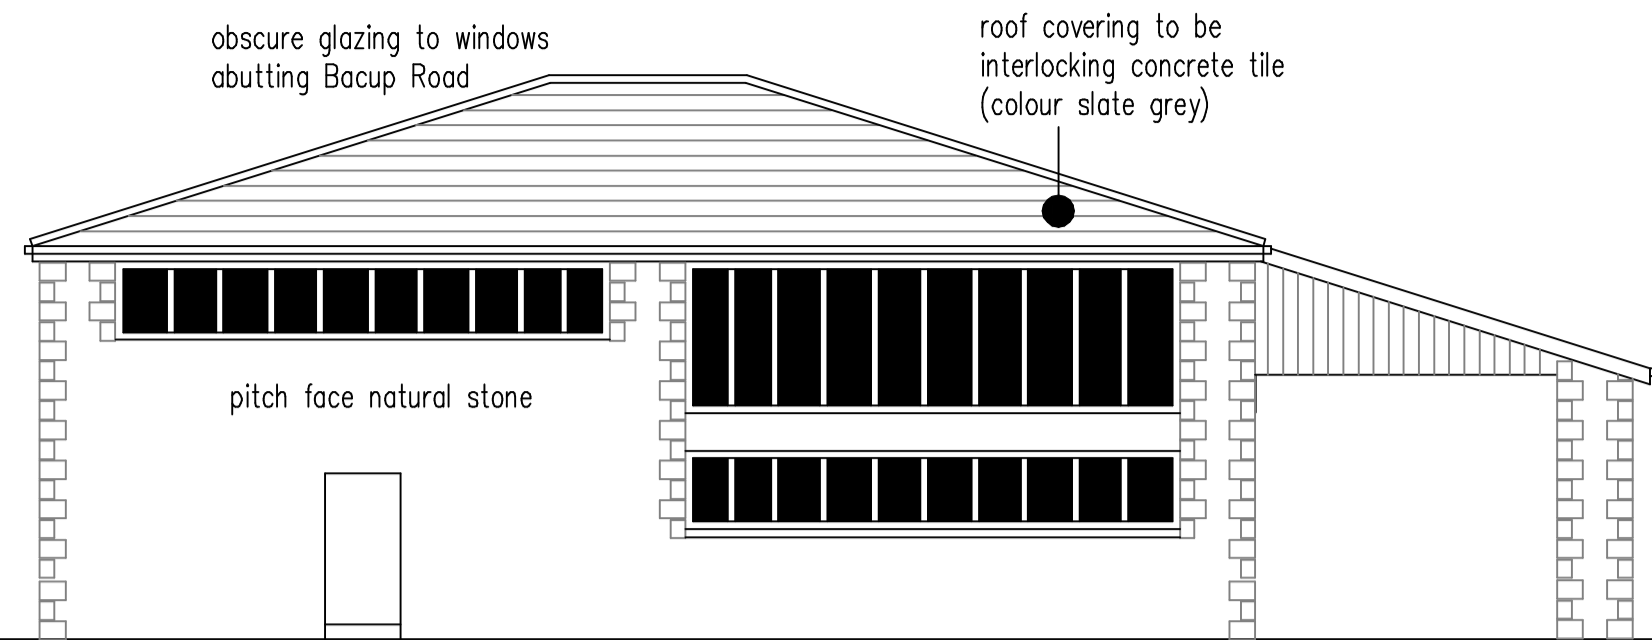 obscure glazing to windows
abutting Bacup Road
roof covering to be
interlocking concrete tile
(colour slate grey)
pitch face natural stone